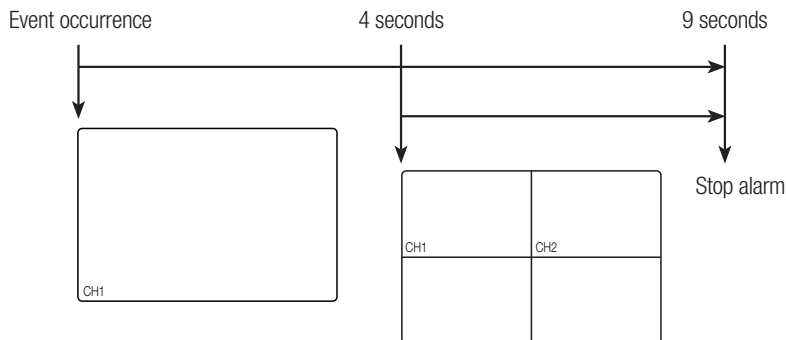 Event occurrence
4 seconds
9 seconds
Stop alarm
CH1
CH2
CH1